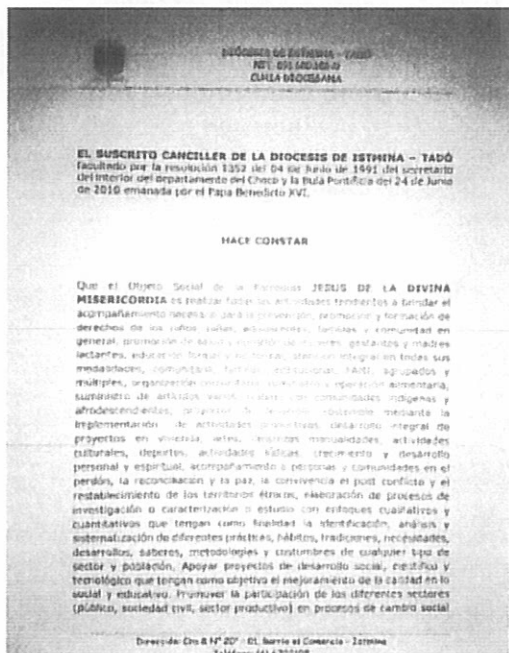 DIÓCESIS DE ISTMINA - TADÓ
NIT.
CURIA DIOCESANA
EL SUSCRITO CANCILLER DE LA DIOCESIS DE ISTMINA – TADÓ
facultado por la resolución 1352 del 04 de Junio de 1991 del secretario
del interior del departamento del Chocó y la Bula Pontificia del 24 de Junio
de 2010 emanada por el Papa Benedicto XVI.
HACE CONSTAR
Que el Objeto Social de la Parroquia JESUS DE LA DIVINA
MISERICORDIA es realizar todas las actividades tendientes a brindar el
acompañamiento necesario para la prevención, promoción y formación de
derechos de los niños, niñas, adolescentes, familias y comunidad en
general, promoción de salud y nutrición de mujeres gestantes y madres
lactantes, educación formal y no formal, atención integral en todas sus
modalidades, comunitaria, familiar, institucional, FAMI, agrupados y
múltiples, organización comunitaria, y operación alimentaria,
suministro de artículos varios, con comunidades indígenas y
afrodescendientes, de desarrollo sostenible mediante la
implementación de actividades productivas, desarrollo integral de
proyectos en vivienda, artes, manualidades, actividades
culturales, deportes, actividades lúdicas, crecimiento y desarrollo
personal y espiritual, acompañamiento a personas y comunidades en el
perdón, la reconciliación y la paz, la convivencia el post conflicto y el
restablecimiento de los territorios étnicos, elaboración de procesos de
investigación o caracterización o estudio con enfoques cualitativos y
cuantitativos que tengan como finalidad la identificación, análisis y
sistematización de diferentes prácticas, hábitos, tradiciones, necesidades,
desarrollos, saberes, metodologías y costumbres de cualquier tipo de
sector y población. Apoyar proyectos de desarrollo social, científico y
tecnológico que tengan como objetivo el mejoramiento de la calidad en lo
social y educativo. Promover la participación de los diferentes sectores
(público, sociedad civil, sector productivo) en procesos de cambio social
Dirección: Cra 8 N° 20 - 01, Barrio el Comercio - Istmina